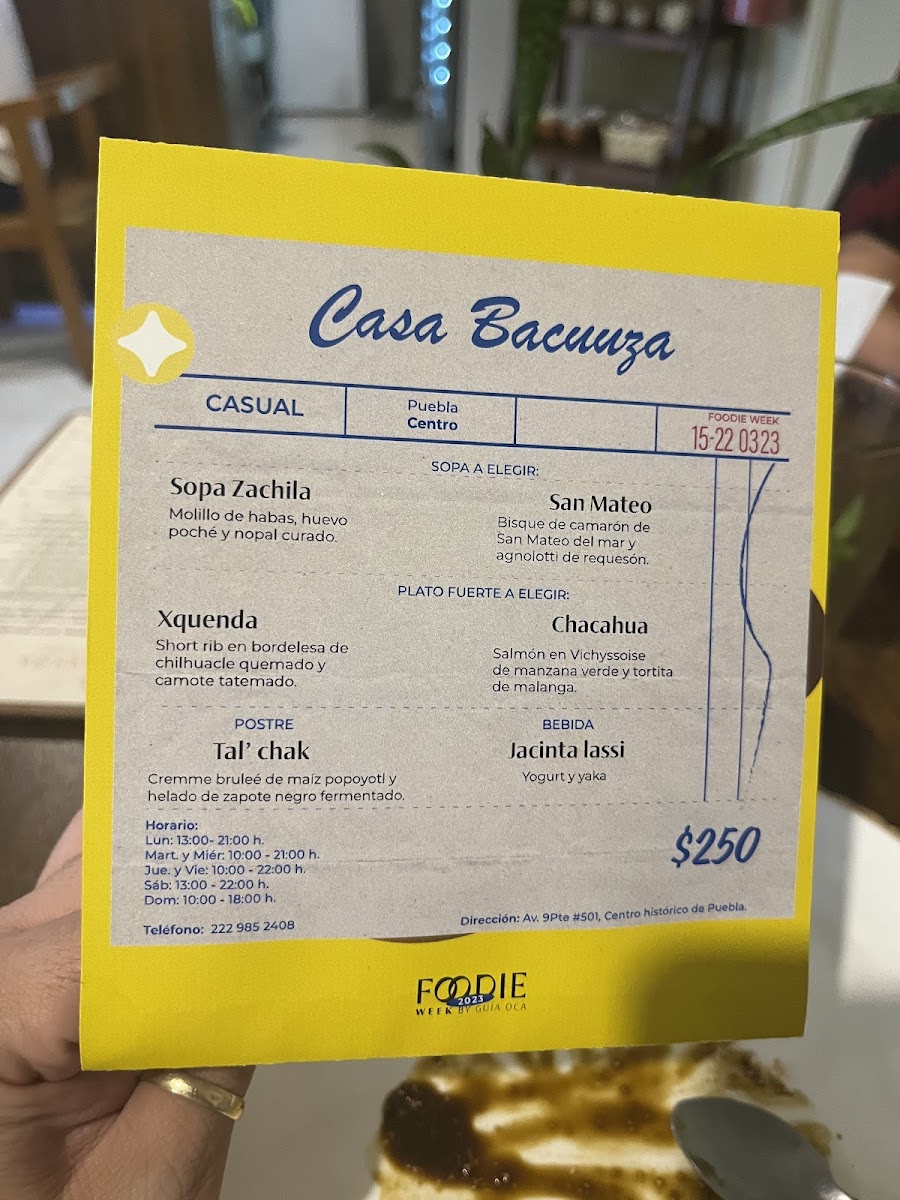 Casa Bacuuza
CASUAL
Puebla
Centro
FOODIE WEEK
15-22 0323
SOPA A ELEGIR:
Sopa Zachila
Molillo de habas, huevo
poché y nopal curado.
San Mateo
Bisque de camarón de
San Mateo del mar y
agnolotti de requesón.
PLATO FUERTE A ELEGIR:
Xquenda
Short rib en bordelesa de
chilhuacle quemado y
camote tatemado.
Chacahua
Salmón en Vichyssoise
de manzana verde y tortita
de malanga.
POSTRE
Tal' chak
Cremme bruleé de maíz popoyotl y
helado de zapote negro fermentado.
BEBIDA
Jacinta lassi
Yogurt y yaka
Horario:
Lun: 13:00- 21:00 h.
Mart. y Miér: 10:00 - 21:00 h.
Jue. y Vie: 10:00 - 22:00 h.
Sáb: 13:00 - 22:00 h.
Dom: 10:00 - 18:00 h.
Teléfono: 222 985 2408
$250
Dirección: Av. 9Pte #501, Centro histórico de Puebla.
FOODIE
2023
WEEK BY GUÍA OCA